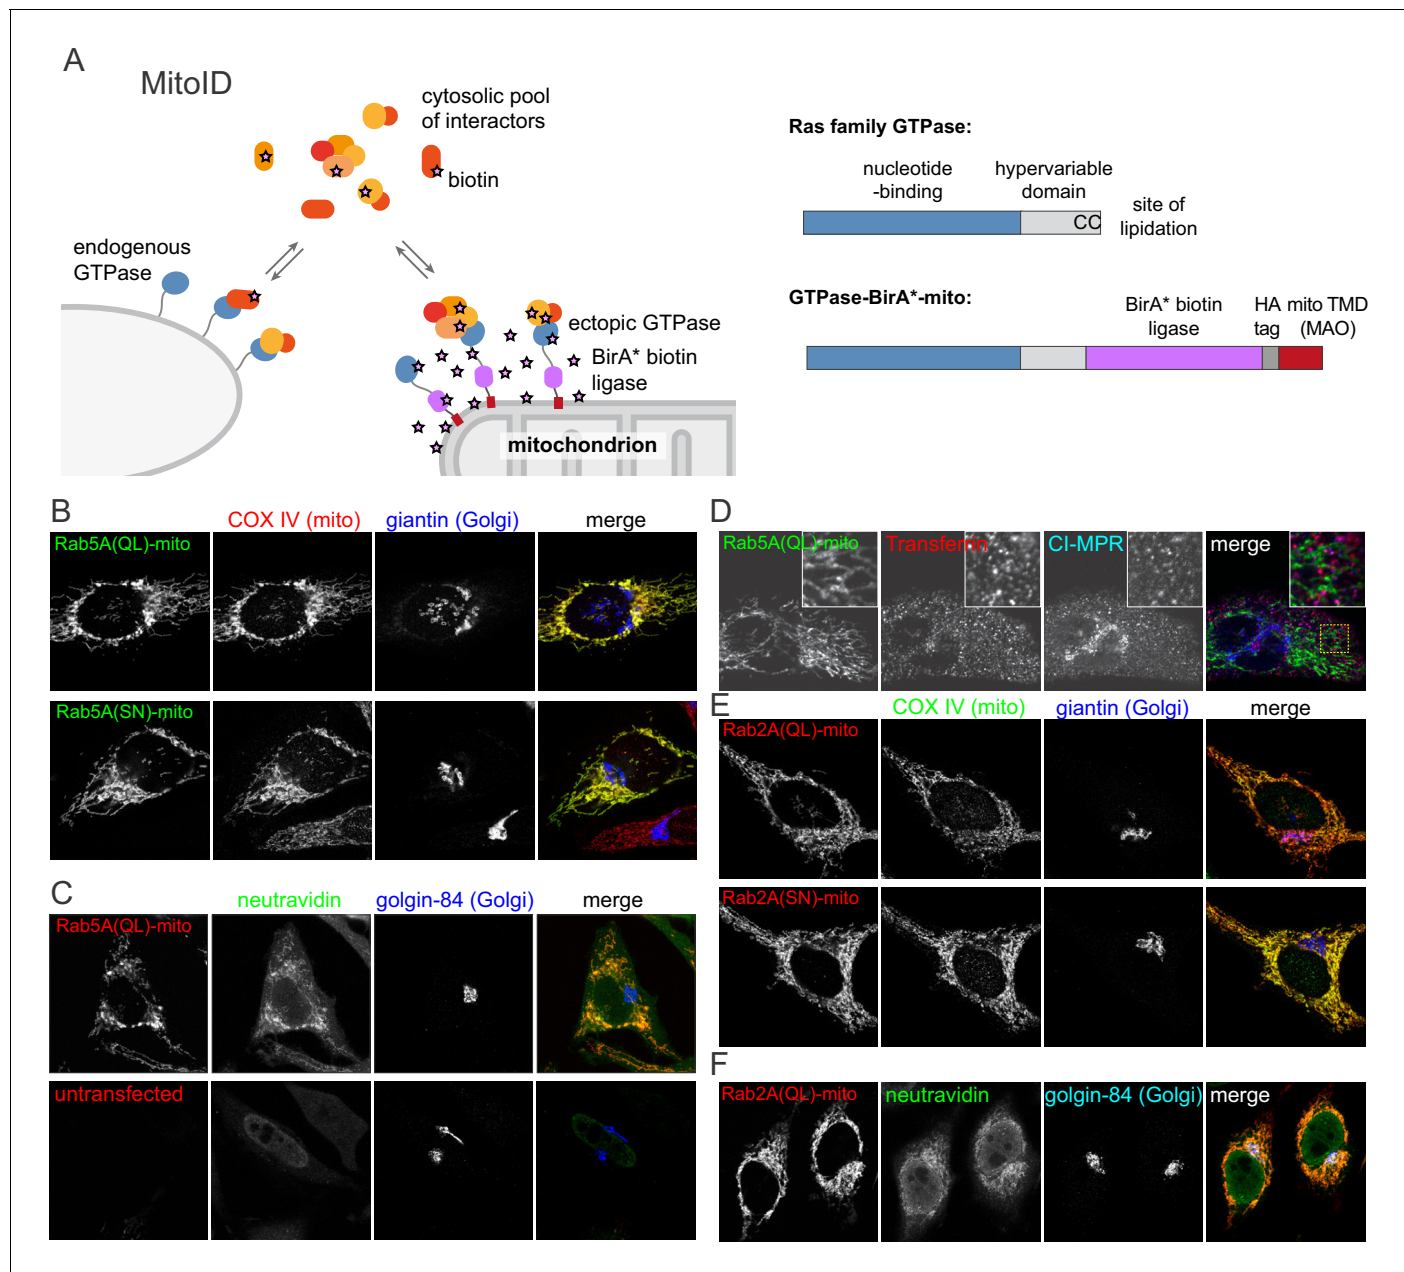 A
MitoID
cytosolic pool
of interactors
biotin
endogenous
GTPase
ectopic GTPase
BirA* biotin
ligase
mitochondrion
Ras family GTPase:
nucleotide
-binding
hypervariable
domain
CC
site of
lipidation
GTPase-BirA*-mito:
BirA* biotin
ligase
HA
tag
mito TMD
(MAO)
B
COX IV (mito)
giantin (Golgi)
merge
Rab5A(QL)-mito
Rab5A(SN)-mito
C
neutravidin
golgin-84 (Golgi)
merge
Rab5A(QL)-mito
untransfected
D
Rab5A(QL)-mito
Transferrin
CI-MPR
merge
E
COX IV (mito)
giantin (Golgi)
merge
Rab2A(QL)-mito
Rab2A(SN)-mito
F
Rab2A(QL)-mito
neutravidin
golgin-84 (Golgi)
merge